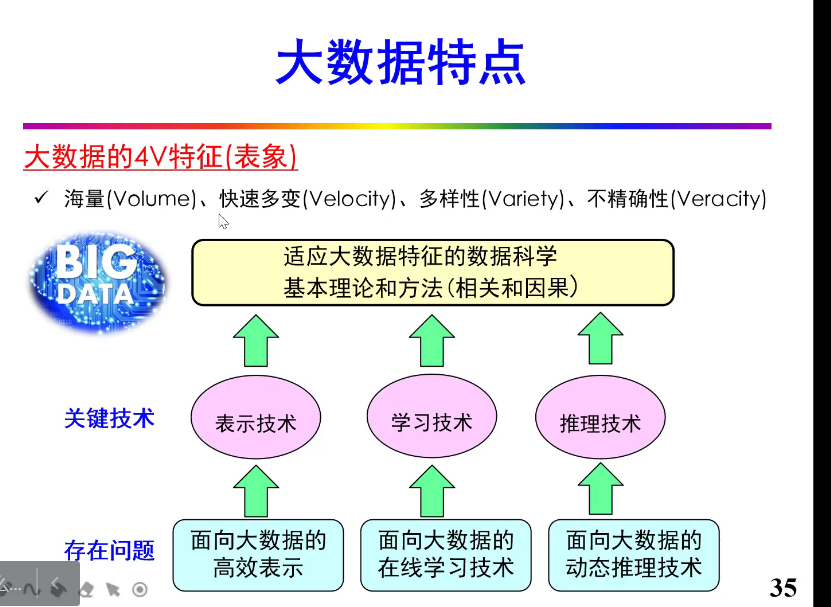 大数据特点
大数据的4V特征(表象)
✓ 海量(Volume)、快速多变(Velocity)、多样性(Variety)、不精确性(Veracity)
BIG
DATA
适应大数据特征的数据科学
基本理论和方法(相关和因果)
关键技术
表示技术
学习技术
推理技术
存在问题
面向大数据的
高效表示
面向大数据的
在线学习技术
面向大数据的
动态推理技术
35